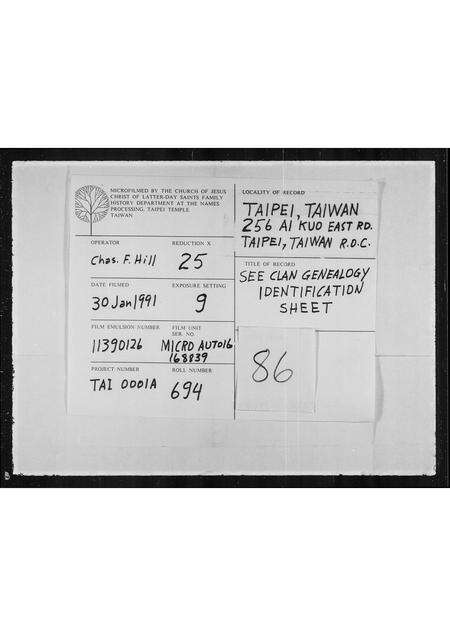 MICROFILMED BY THE CHURCH OF JESUS
CHRIST OF LATTER-DAY SAINTS FAMILY
HISTORY DEPARTMENT AT THE NAMES
PROCESSING, TAIPEI TEMPLE
TAIWAN
OPERATOR
Chas. F. Hill
REDUCTION X
25
DATE FILMED
30 Jan 1991
EXPOSURE SETTING
9
FILM EMULSION NUMBER
11390126
FILM UNIT
SER. NO.
MICRO AUTO16
168839
PROJECT NUMBER
TAI 0001A
ROLL NUMBER
694
LOCALITY OF RECORD
TAIPEI, TAIWAN
256 AI KUO EAST RD.
TAIPEI, TAIWAN R.O.C.
TITLE OF RECORD
SEE CLAN GENEALOGY
IDENTIFICATION
SHEET
86